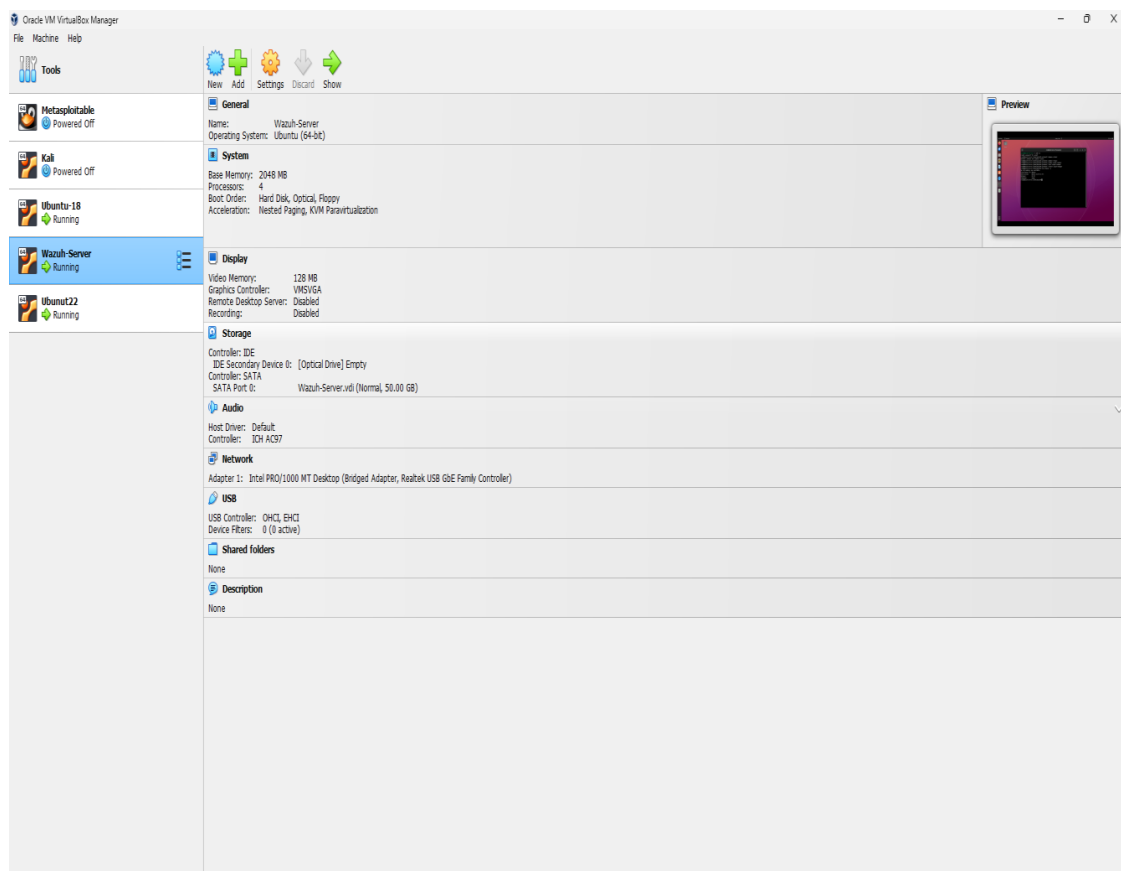 Oracle VM VirtualBox Manager
File Machine Help
Tools
New Add Settings Discard Show
Metasploitable
Powered Off
Kali
Powered Off
Ubuntu-18
Running
Wazuh-Server
Running
Ubunut22
Running
General
Name: Wazuh-Server
Operating System: Ubuntu (64-bit)
System
Base Memory: 2048 MB
Processors: 4
Boot Order: Hard Disk, Optical, Floppy
Acceleration: Nested Paging, KVM Paravirtualization
Preview
Display
Video Memory: 128 MB
Graphics Controller: VMSVGA
Remote Desktop Server: Disabled
Recording: Disabled
Storage
Controller: IDE
IDE Secondary Device 0: [Optical Drive] Empty
Controller: SATA
SATA Port 0: Wazuh-Server.vdi (Normal, 50.00 GB)
Audio
Host Driver: Default
Controller: ICH AC97
Network
Adapter 1: Intel PRO/1000 MT Desktop (Bridged Adapter, Realtek USB GbE Family Controller)
USB
USB Controller: OHCI, EHCI
Device Filters: 0 (0 active)
Shared folders
None
Description
None